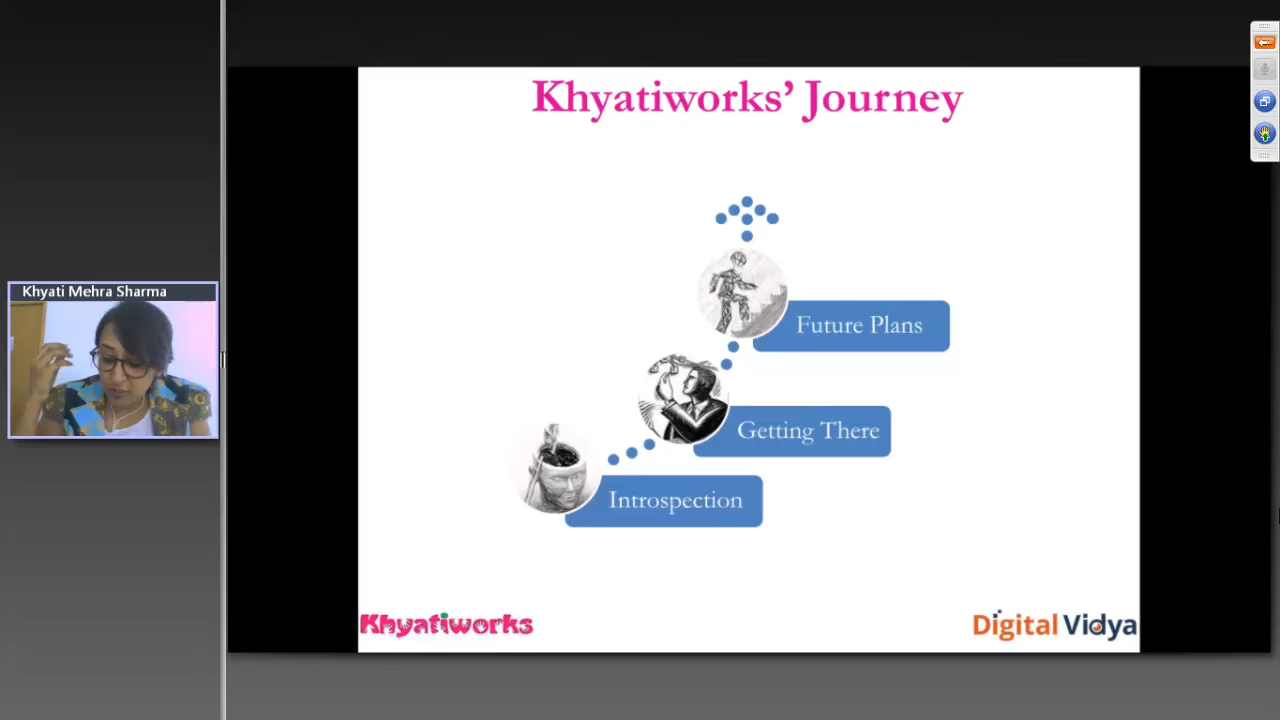 Khyatiworks’ Journey
Khyati Mehra Sharma
Future Plans
Getting There
Introspection
Khyatiworks
Digital Vidya